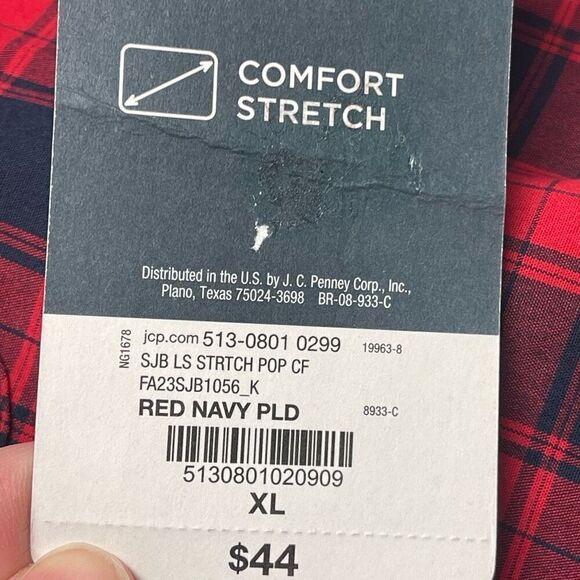 COMFORT
STRETCH
Distributed in the U.S. by J. C. Penney Corp., Inc.,
Plano, Texas 75024-3698 BR-08-933-C
NG1678
jcp.com 513-0801 0299 19963-8
SJB LS STRTCH POP CF
FA23SJB1056_K
RED NAVY PLD 8933-C
5130801020909
XL
$44